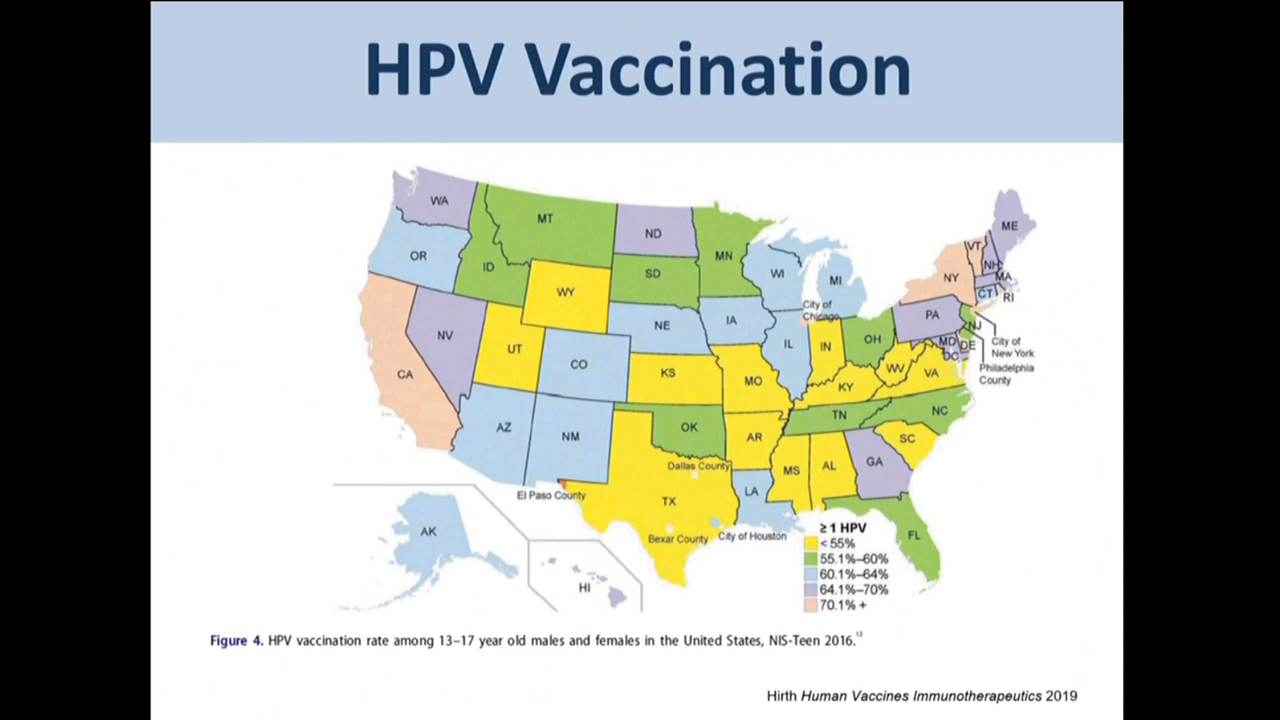 HPV Vaccination
WA
MT
ND
ME
OR
ID
MN
VT
NH
SD
WI
MI
NY
MA
WY
CT
RI
City of
Chicago
NV
NE
IA
PA
NJ
UT
CO
IL
IN
OH
MD
DE
DC
City of
New York
Philadelphia
County
CA
KS
MO
WV
VA
KY
AZ
NM
OK
TN
NC
AR
SC
Dallas County
MS
AL
GA
El Paso County
TX
LA
AK
Bexar County
City of Houston
FL
HI
≥ 1 HPV
< 55%
55.1%–60%
60.1%–64%
64.1%–70%
70.1% +
Figure 4. HPV vaccination rate among 13–17 year old males and females in the United States, NIS-Teen 2016.¹²
Hirth Human Vaccines Immunotherapeutics 2019